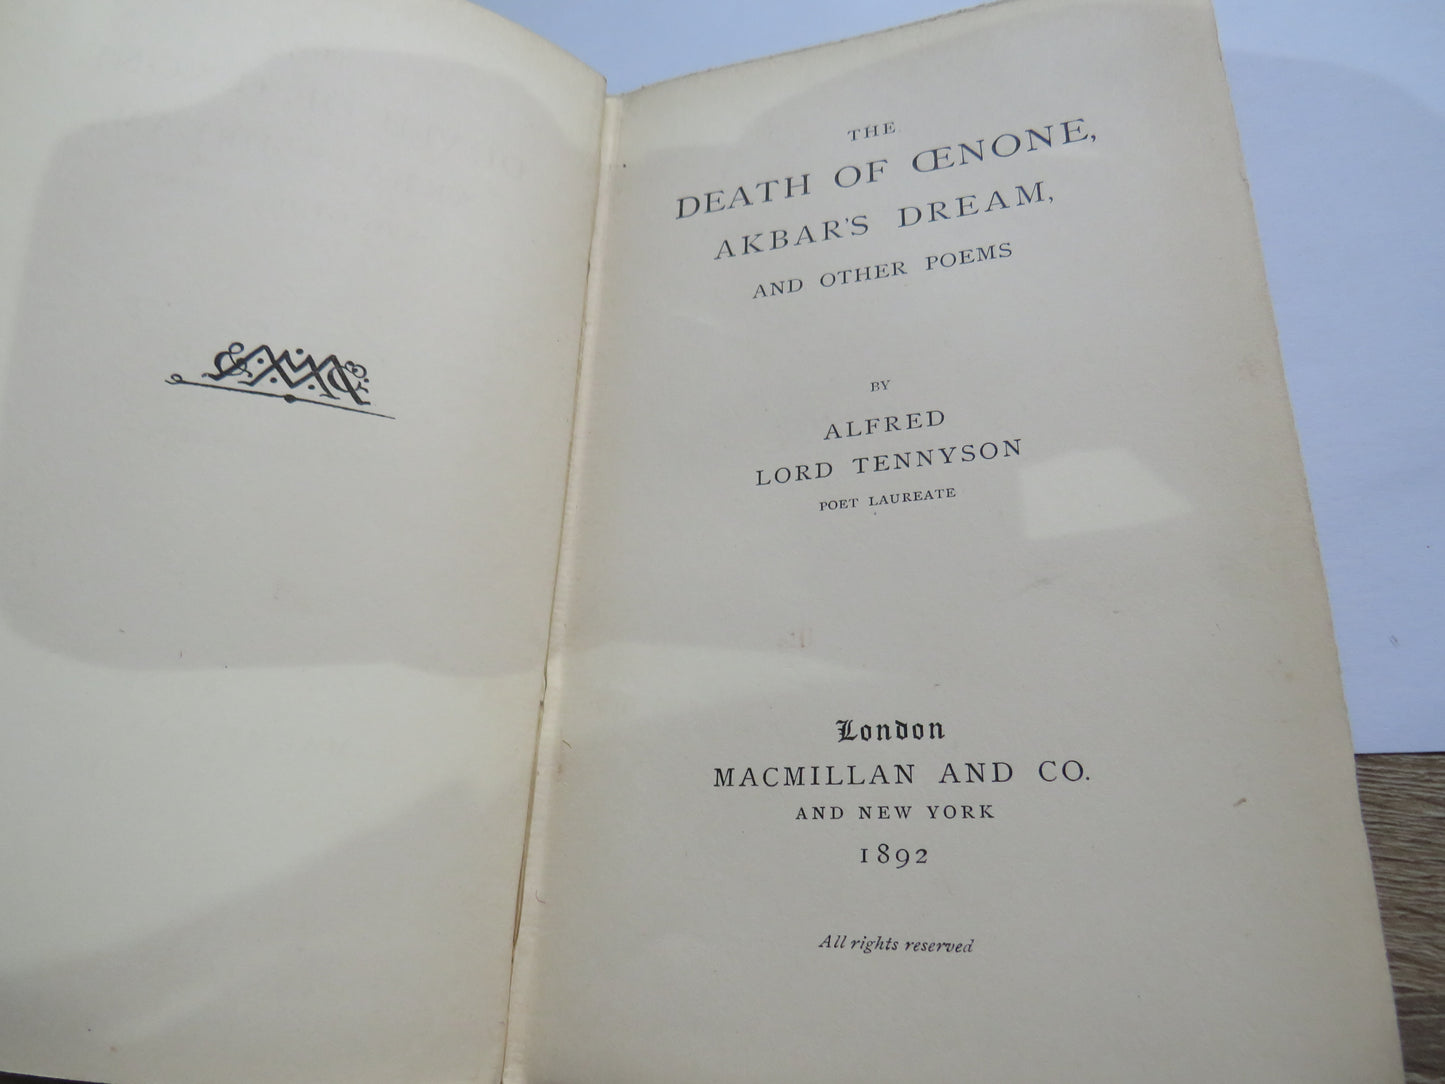 THE
DEATH OF ŒNONE,
AKBAR'S DREAM,
AND OTHER POEMS
BY
ALFRED
LORD TENNYSON
POET LAUREATE
London
MACMILLAN AND CO.
AND NEW YORK
1892
All rights reserved